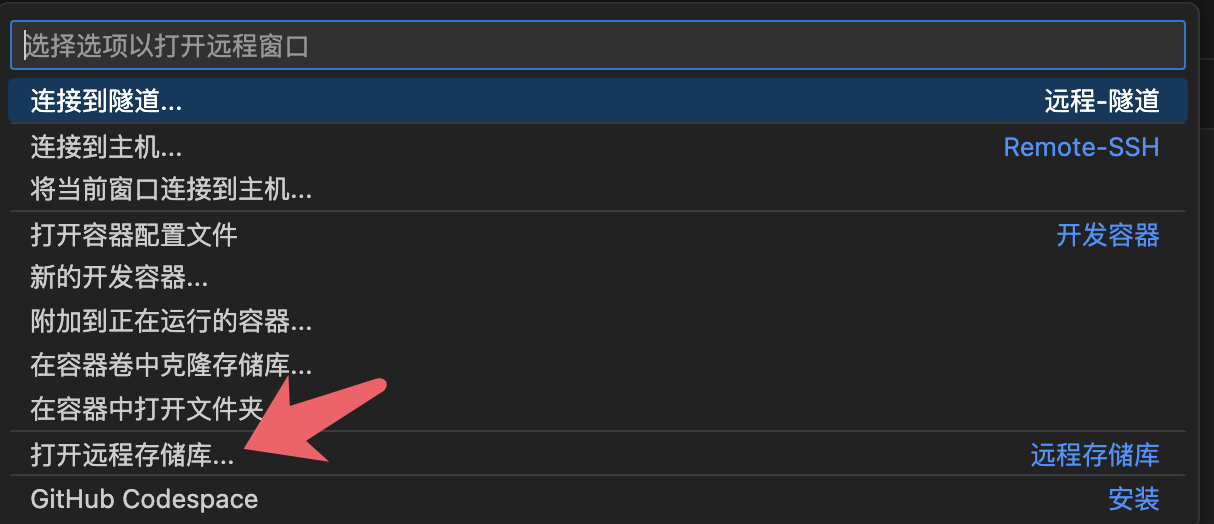 选择选项以打开远程窗口
连接到隧道... 远程-隧道
连接到主机... Remote-SSH
将当前窗口连接到主机...
打开容器配置文件 开发容器
新的开发容器...
附加到正在运行的容器...
在容器卷中克隆存储库...
在容器中打开文件夹
打开远程存储库... 远程存储库
GitHub Codespace 安装